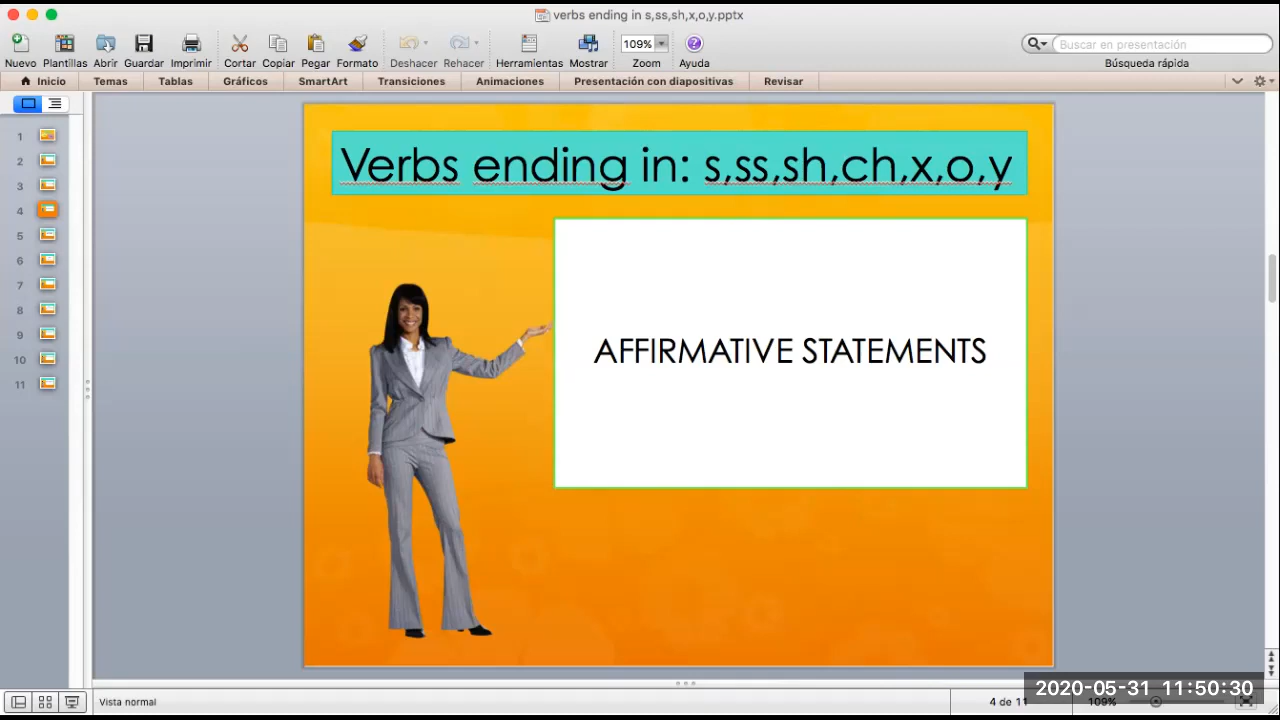 verbs ending in s,ss,sh,x,o,y.pptx
Nuevo Plantillas Abrir Guardar Imprimir Cortar Copiar Pegar Formato Deshacer Rehacer Herramientas Mostrar 109% Zoom Ayuda Buscar en presentación Búsqueda rápida
Inicio Temas Tablas Gráficos SmartArt Transiciones Animaciones Presentación con diapositivas Revisar
1
2
3
4
5
6
7
8
9
10
11
Verbs ending in: s,ss,sh,ch,x,o,y
AFFIRMATIVE STATEMENTS
Vista normal 4 de 11 109%
2020-05-31 11:50:30